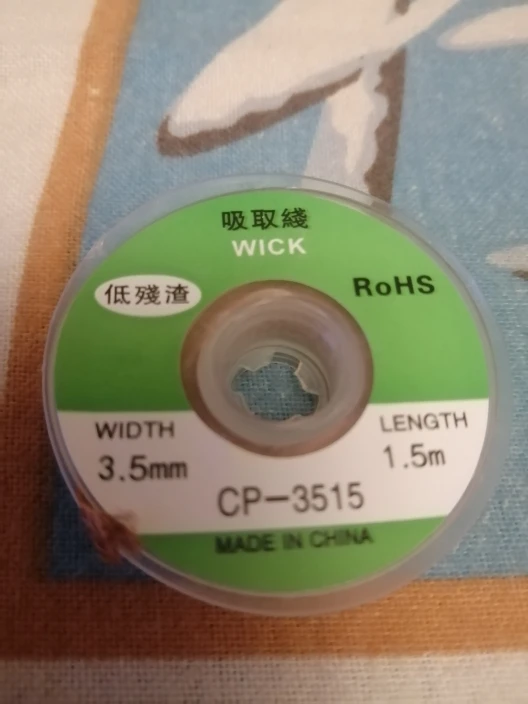 吸取綫
WICK
低殘渣
RoHS
WIDTH
3.5mm
LENGTH
1.5m
CP-3515
MADE IN CHINA